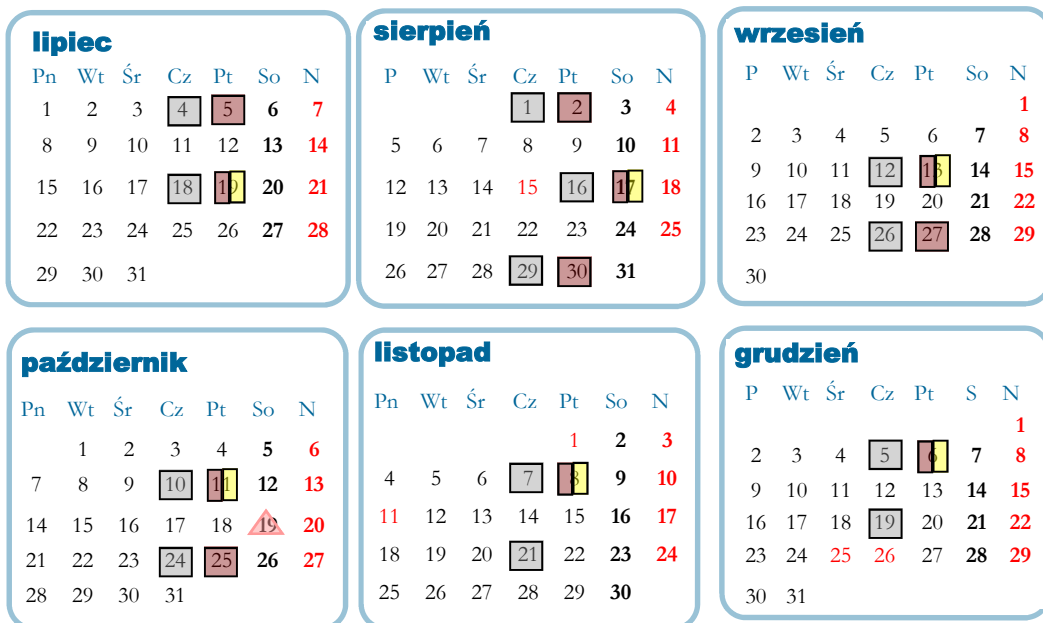 lipiec
Pn Wt Śr Cz Pt So N
1 2 3 4 5 6 7
8 9 10 11 12 13 14
15 16 17 18 19 20 21
22 23 24 25 26 27 28
29 30 31
sierpień
P Wt Śr Cz Pt So N
1 2 3 4
5 6 7 8 9 10 11
12 13 14 15 16 17 18
19 20 21 22 23 24 25
26 27 28 29 30 31
wrzesień
P Wt Śr Cz Pt So N
1
2 3 4 5 6 7 8
9 10 11 12 13 14 15
16 17 18 19 20 21 22
23 24 25 26 27 28 29
30
październik
Pn Wt Śr Cz Pt So N
1 2 3 4 5 6
7 8 9 10 11 12 13
14 15 16 17 18 19 20
21 22 23 24 25 26 27
28 29 30 31
listopad
Pn Wt Śr Cz Pt So N
1 2 3
4 5 6 7 8 9 10
11 12 13 14 15 16 17
18 19 20 21 22 23 24
25 26 27 28 29 30
grudzień
P Wt Śr Cz Pt S N
1
2 3 4 5 6 7 8
9 10 11 12 13 14 15
16 17 18 19 20 21 22
23 24 25 26 27 28 29
30 31